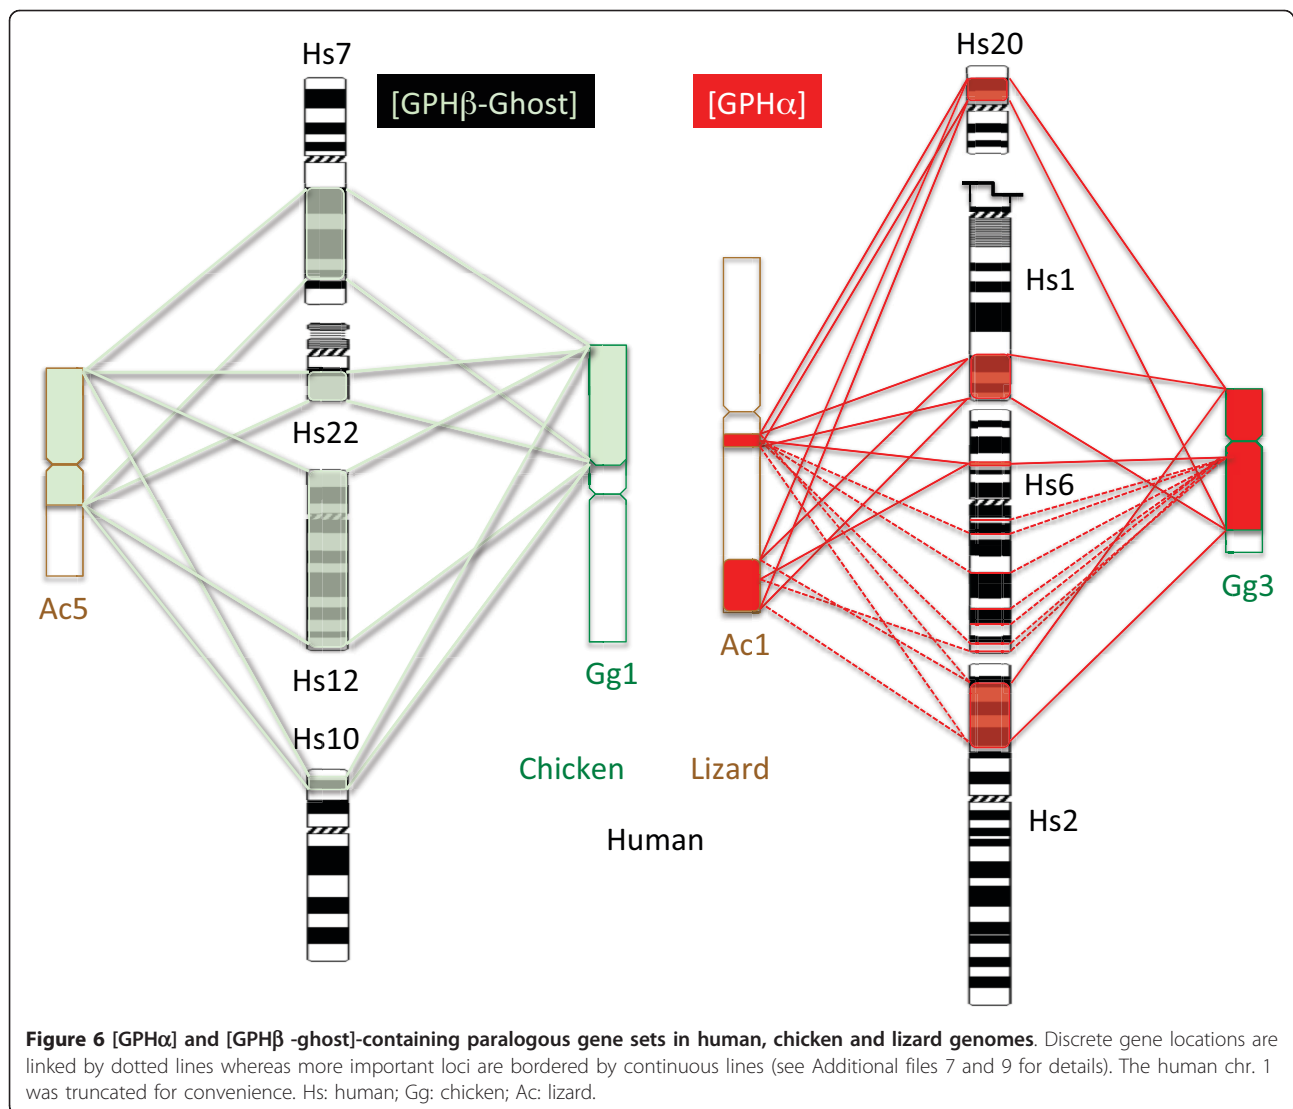 Hs7
Hs20
[GPHβ-Ghost]
[GPHα]
Hs1
Hs22
Hs6
Ac5
Gg3
Ac1
Gg1
Hs12
Hs10
Chicken
Lizard
Hs2
Human
Figure 6 [GPHα] and [GPHβ -ghost]-containing paralogous gene sets in human, chicken and lizard genomes. Discrete gene locations are
linked by dotted lines whereas more important loci are bordered by continuous lines (see Additional files 7 and 9 for details). The human chr. 1
was truncated for convenience. Hs: human; Gg: chicken; Ac: lizard.